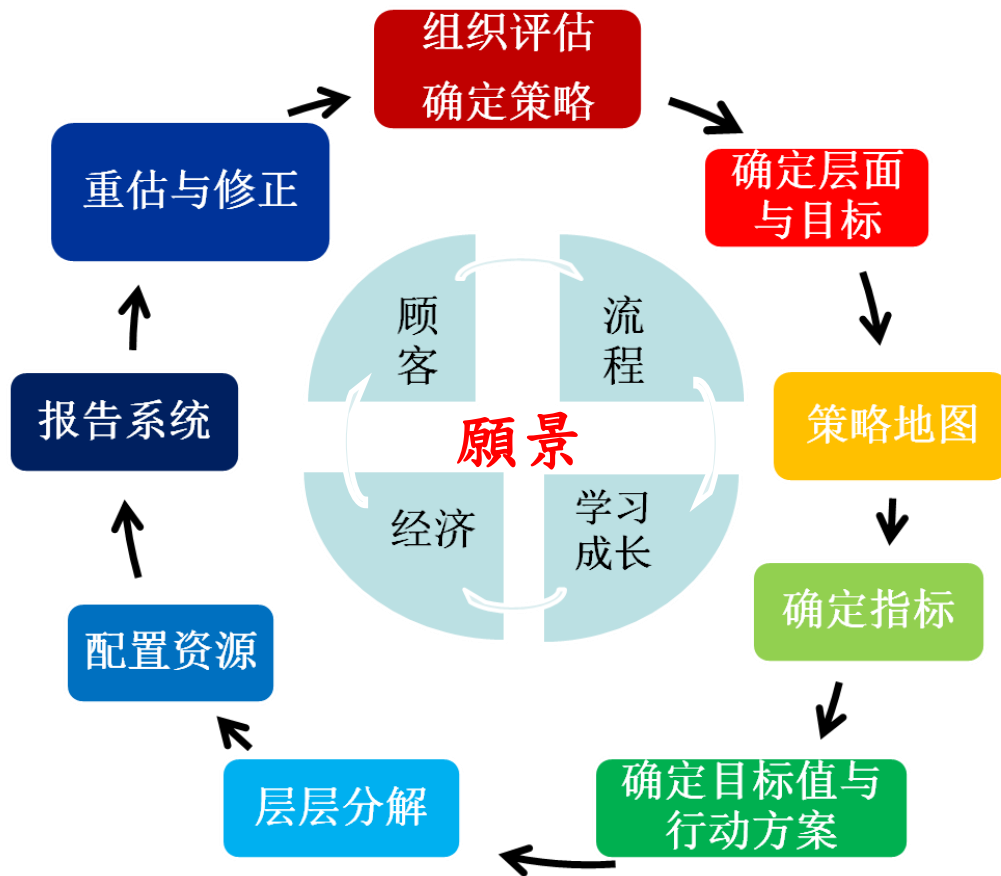 组织评估
确定策略
确定层面
与目标
策略地图
确定指标
确定目标值与
行动方案
层层分解
配置资源
报告系统
重估与修正
顾
客
流
程
願景
经济
学习
成长